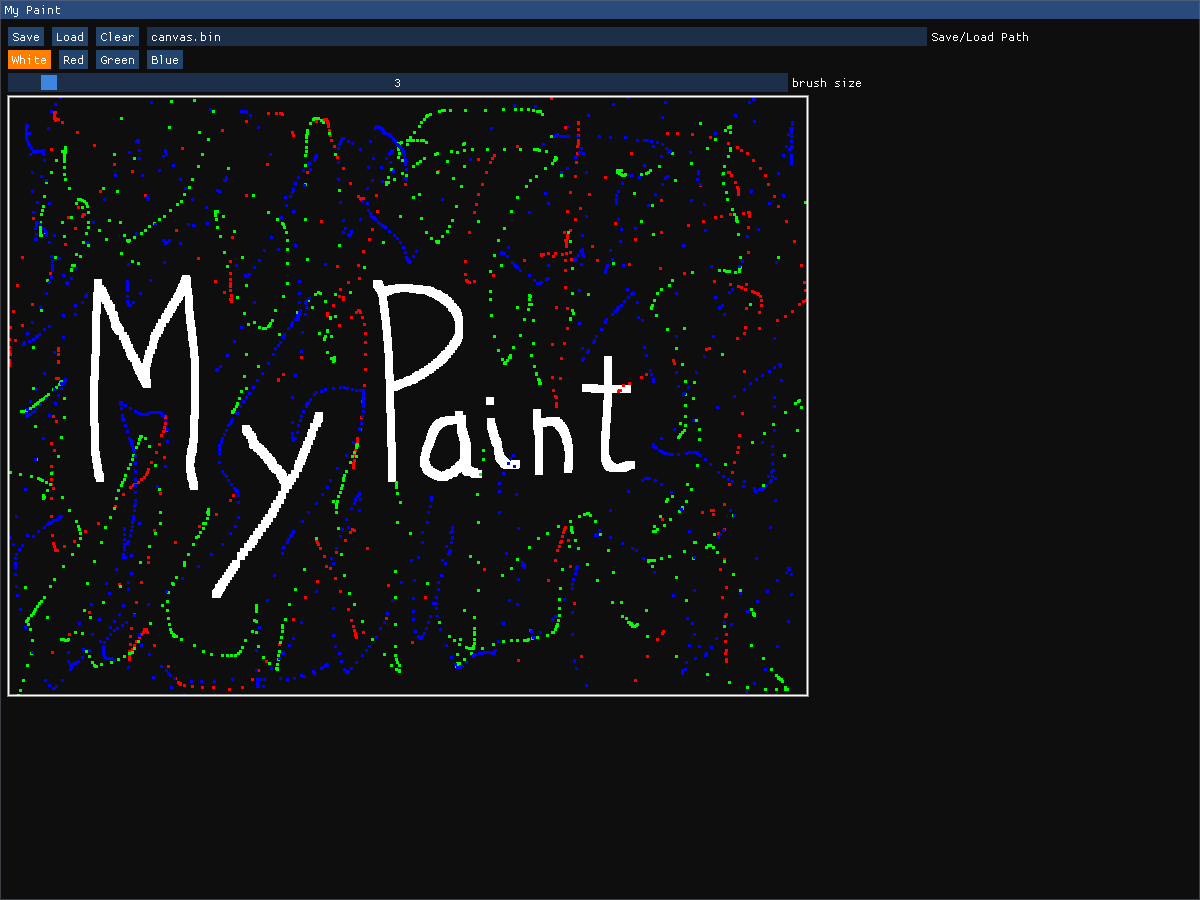 My Paint
Save Load Clear canvas.bin Save/Load Path
White Red Green Blue
3 brush size
My Paint